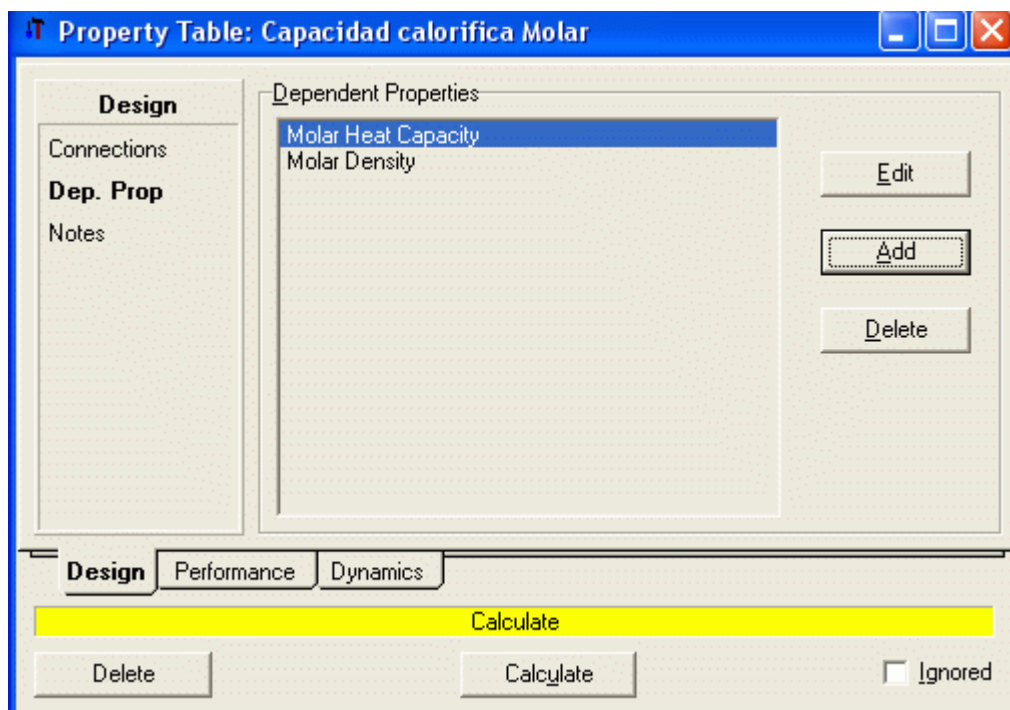 Property Table: Capacidad calorifica Molar
Design
Connections
Dep. Prop
Notes
Dependent Properties
Molar Heat Capacity
Molar Density
Edit
Add
Delete
Design Performance Dynamics
Calculate
Delete Calculate Ignored